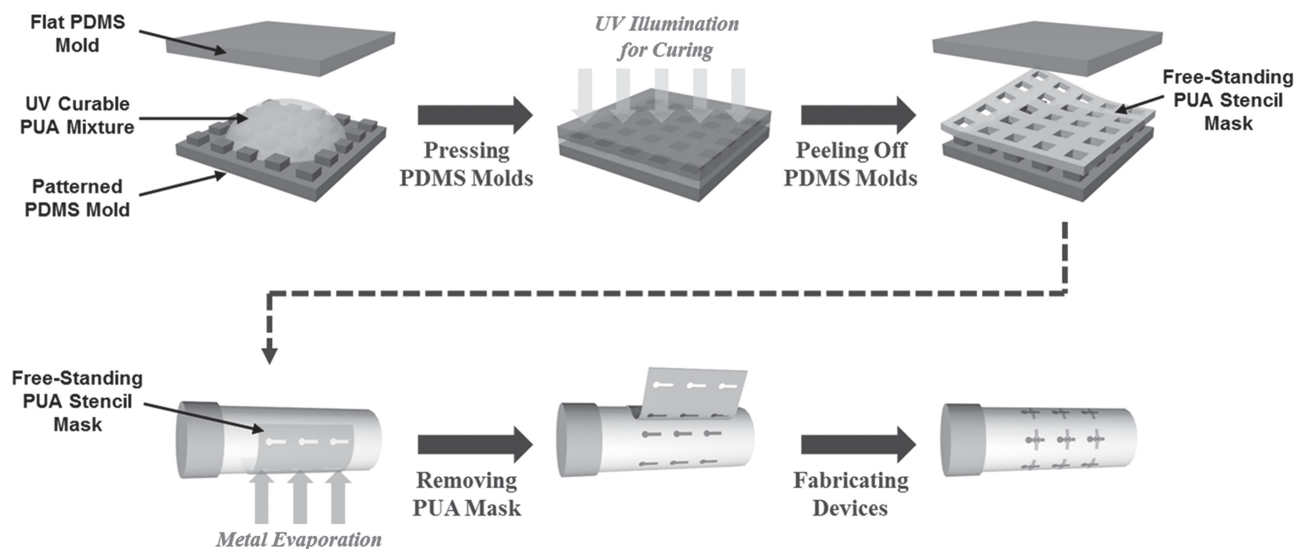 Flat PDMS
Mold
UV Curable
PUA Mixture
Patterned
PDMS Mold
Pressing
PDMS Molds
UV Illumination
for Curing
Peeling Off
PDMS Molds
Free-Standing
PUA Stencil
Mask
Free-Standing
PUA Stencil
Mask
Metal Evaporation
Removing
PUA Mask
Fabricating
Devices